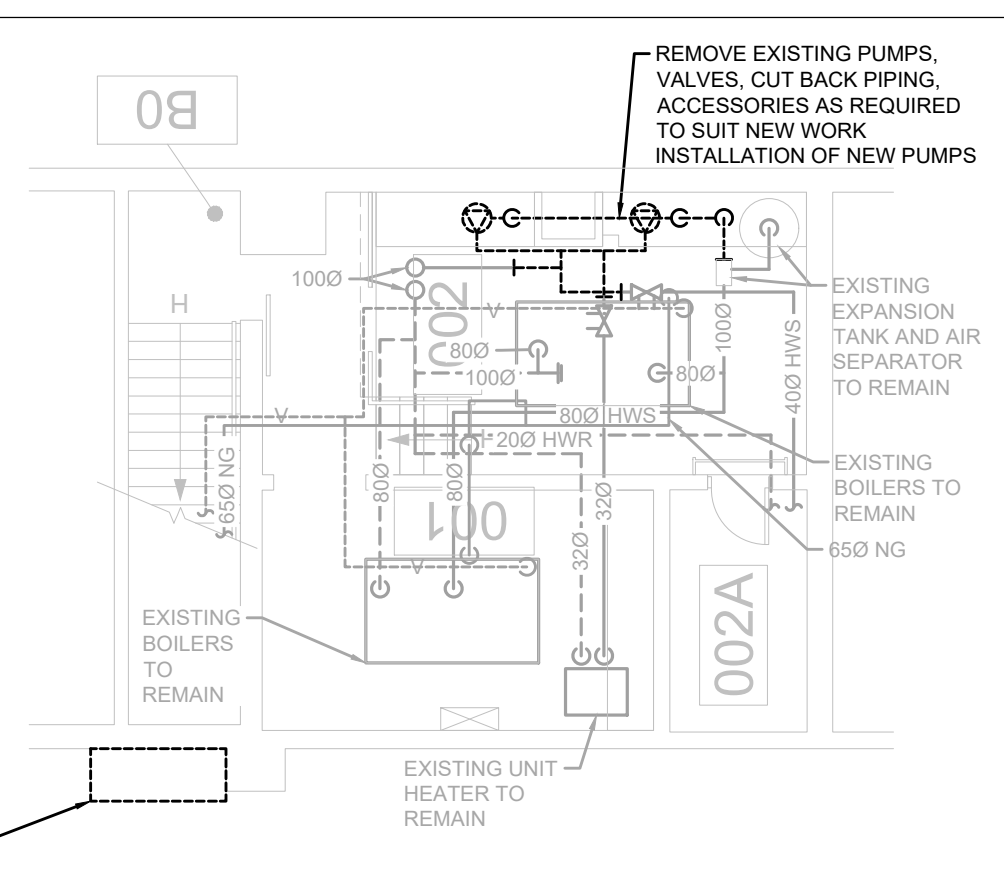 REMOVE EXISTING PUMPS,
VALVES, CUT BACK PIPING,
ACCESSORIES AS REQUIRED
TO SUIT NEW WORK
INSTALLATION OF NEW PUMPS
B0
100Ø
H
002
V
80Ø
100Ø
80Ø
100Ø
40Ø HWS
EXISTING
EXPANSION
TANK AND AIR
SEPARATOR
TO REMAIN
V
80Ø HWS
20Ø HWR
65Ø NG
80Ø
80Ø
32Ø
32Ø
001
V
EXISTING
BOILERS TO
REMAIN
65Ø NG
002A
EXISTING
BOILERS
TO
REMAIN
EXISTING UNIT
HEATER TO
REMAIN